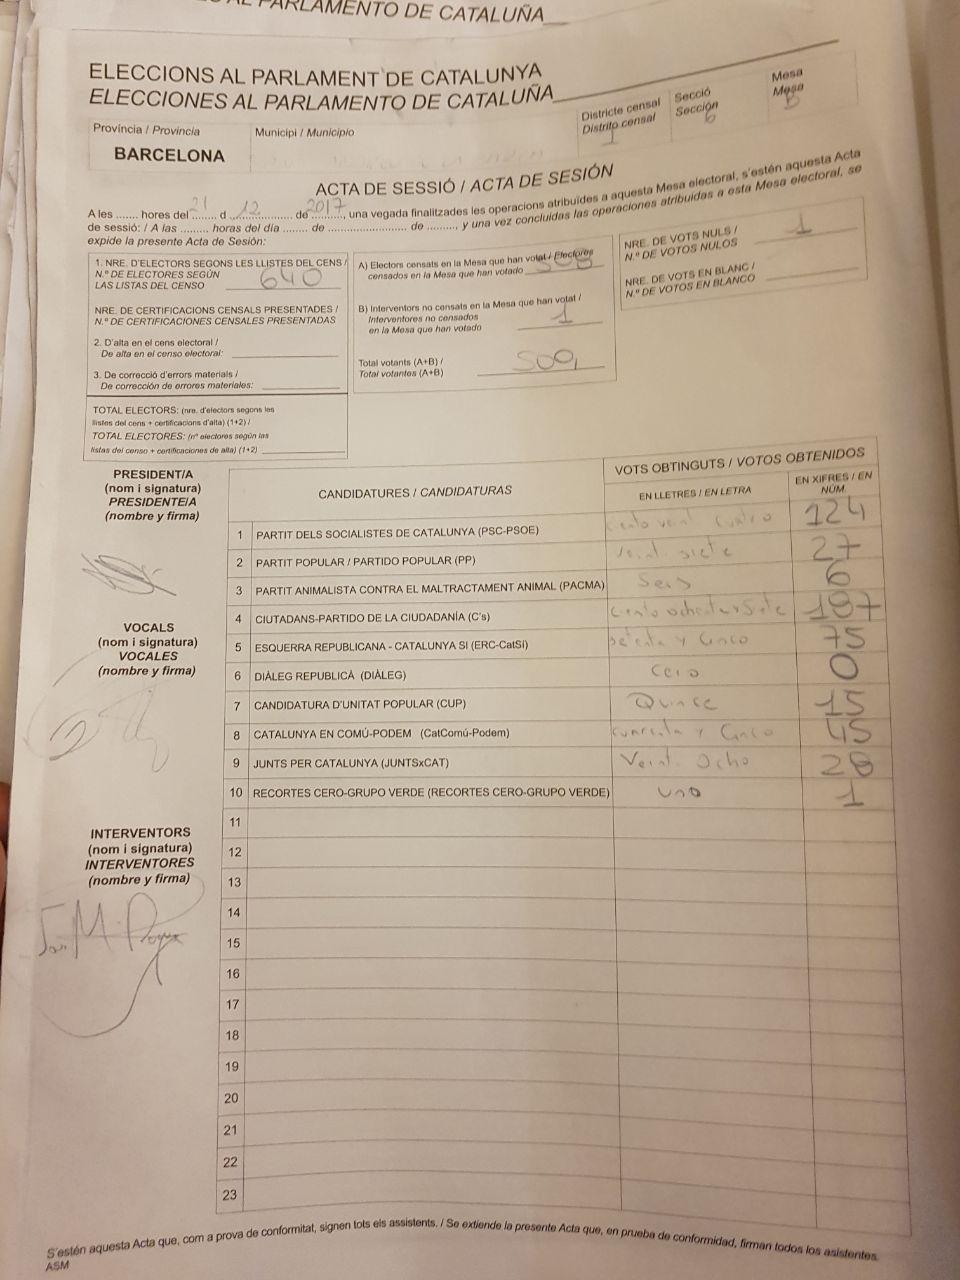 AL PARLAMENTO DE CATALUÑA
ELECCIONS AL PARLAMENT DE CATALUNYA
ELECCIONES AL PARLAMENTO DE CATALUÑA
Província / Provincia
BARCELONA
Municipi / Municipio
Districte censal
Distrito censal
1
Secció
Sección
6
Mesa
Mesa
B
ACTA DE SESSIÓ / ACTA DE SESIÓN
A les ....... hores del 21 d 12 de 2017, una vegada finalitzades les operacions atribuïdes a aquesta Mesa electoral, s'estén aquesta Acta
de sessió: / A las ......... hores del día ........ de ........................ de ........., y una vez concluidas las operaciones atribuidas a esta Mesa electoral, se
expide la presente Acta de Sesión:
1. NRE. D'ELECTORS SEGONS LES LLISTES DEL CENS /
N.º DE ELECTORES SEGÚN
LAS LISTAS DEL CENSO 640
NRE. DE CERTIFICACIONS CENSALS PRESENTADES /
N.º DE CERTIFICACIONES CENSALES PRESENTADAS
2. D'alta en el cens electoral /
De alta en el censo electoral:
3. De correcció d'errors materials /
De corrección de errores materiales:
TOTAL ELECTORS: (nre. d'electors segons les
llistes del cens + certificacions d'alta) (1+2) /
TOTAL ELECTORES: (nº electores según las
listas del censo + certificaciones de alta) (1+2)
A) Electors censats en la Mesa que han votat / Electores
censados en la Mesa que han votado 508
B) Interventors no censats en la Mesa que han votat /
Interventores no censados
en la Mesa que han votado 1
Total votants (A+B) /
Total votantes (A+B) 509
NRE. DE VOTS NULS /
N.º DE VOTOS NULOS 1
NRE. DE VOTS EN BLANC /
N.º DE VOTOS EN BLANCO
PRESIDENT/A
(nom i signatura)
PRESIDENTE/A
(nombre y firma)
VOCALS
(nom i signatura)
VOCALES
(nombre y firma)
INTERVENTORS
(nom i signatura)
INTERVENTORES
(nombre y firma)
CANDIDATURES / CANDIDATURAS
VOTS OBTINGUTS / VOTOS OBTENIDOS
EN LLETRES / EN LETRA
EN XIFRES / EN NÚM.
1 PARTIT DELS SOCIALISTES DE CATALUNYA (PSC-PSOE) ciento veint cuatro 124
2 PARTIT POPULAR / PARTIDO POPULAR (PP) veint siete 27
3 PARTIT ANIMALISTA CONTRA EL MALTRACTAMENT ANIMAL (PACMA) Seis 6
4 CIUTADANS-PARTIDO DE LA CIUDADANÍA (C's) ciento ochentaysiete 187
5 ESQUERRA REPUBLICANA - CATALUNYA SI (ERC-CatSí) setenta y cinco 75
6 DIÀLEG REPUBLICÀ (DIÀLEG) Cero 0
7 CANDIDATURA D'UNITAT POPULAR (CUP) Quince 15
8 CATALUNYA EN COMÚ-PODEM (CatComú-Podem) cuarenta y Cinco 45
9 JUNTS PER CATALUNYA (JUNTSxCAT) Veint. Ocho 28
10 RECORTES CERO-GRUPO VERDE (RECORTES CERO-GRUPO VERDE) uno 1
11
12
13
14
15
16
17
18
19
20
21
22
23
S'estén aquesta Acta que, com a prova de conformitat, signen tots els assistents. / Se extiende la presente Acta que, en prueba de conformidad, firman todos los asistentes.
ASM